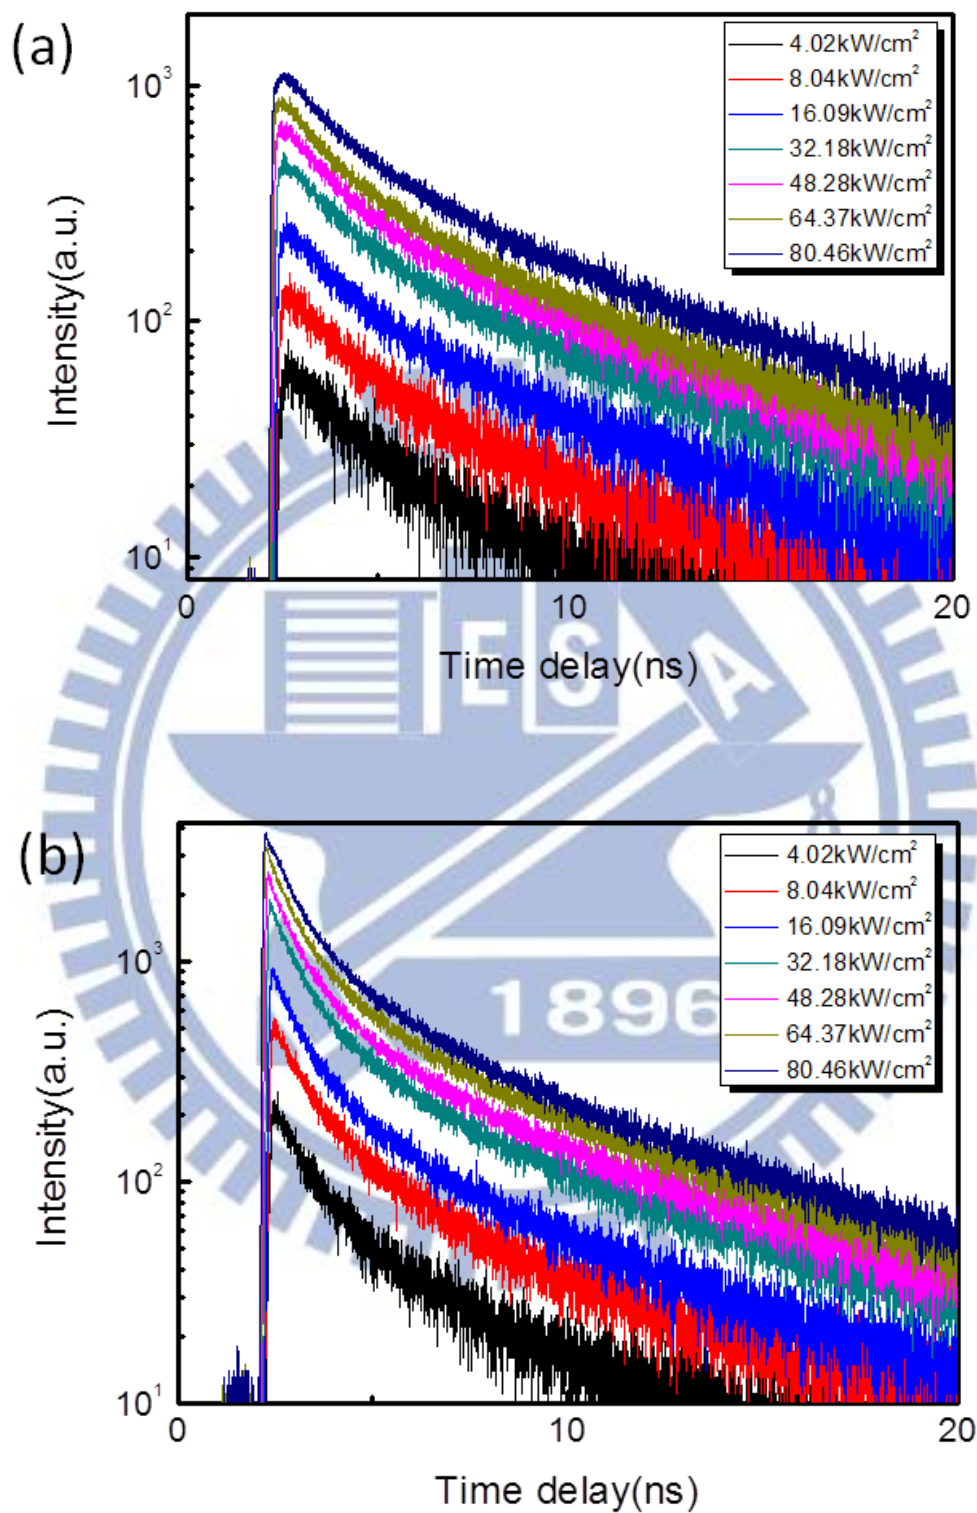 (a)
4.02kW/cm²
8.04kW/cm²
16.09kW/cm²
32.18kW/cm²
48.28kW/cm²
64.37kW/cm²
80.46kW/cm²
10³
10²
10¹
Intensity(a.u.)
0 10 20
Time delay(ns)
ESA
(b)
4.02kW/cm²
8.04kW/cm²
16.09kW/cm²
32.18kW/cm²
48.28kW/cm²
64.37kW/cm²
80.46kW/cm²
10³
10²
10¹
Intensity(a.u.)
1896
0 10 20
Time delay(ns)